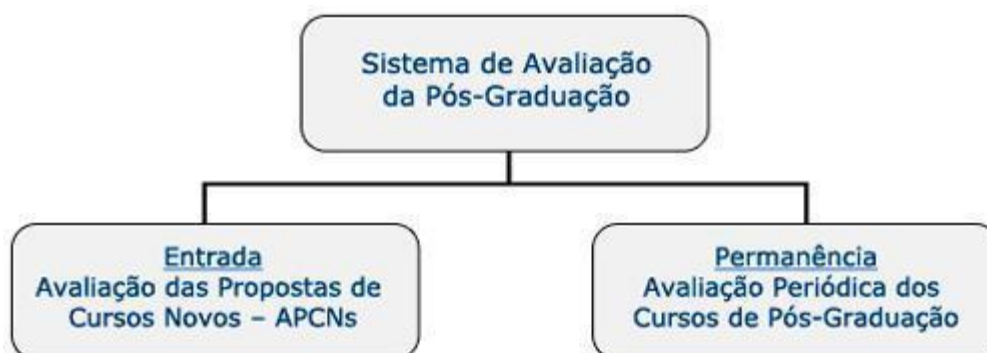 Sistema de Avaliação
da Pós-Graduação
Entrada
Avaliação das Propostas de
Cursos Novos – APCNs
Permanência
Avaliação Periódica dos
Cursos de Pós-Graduação